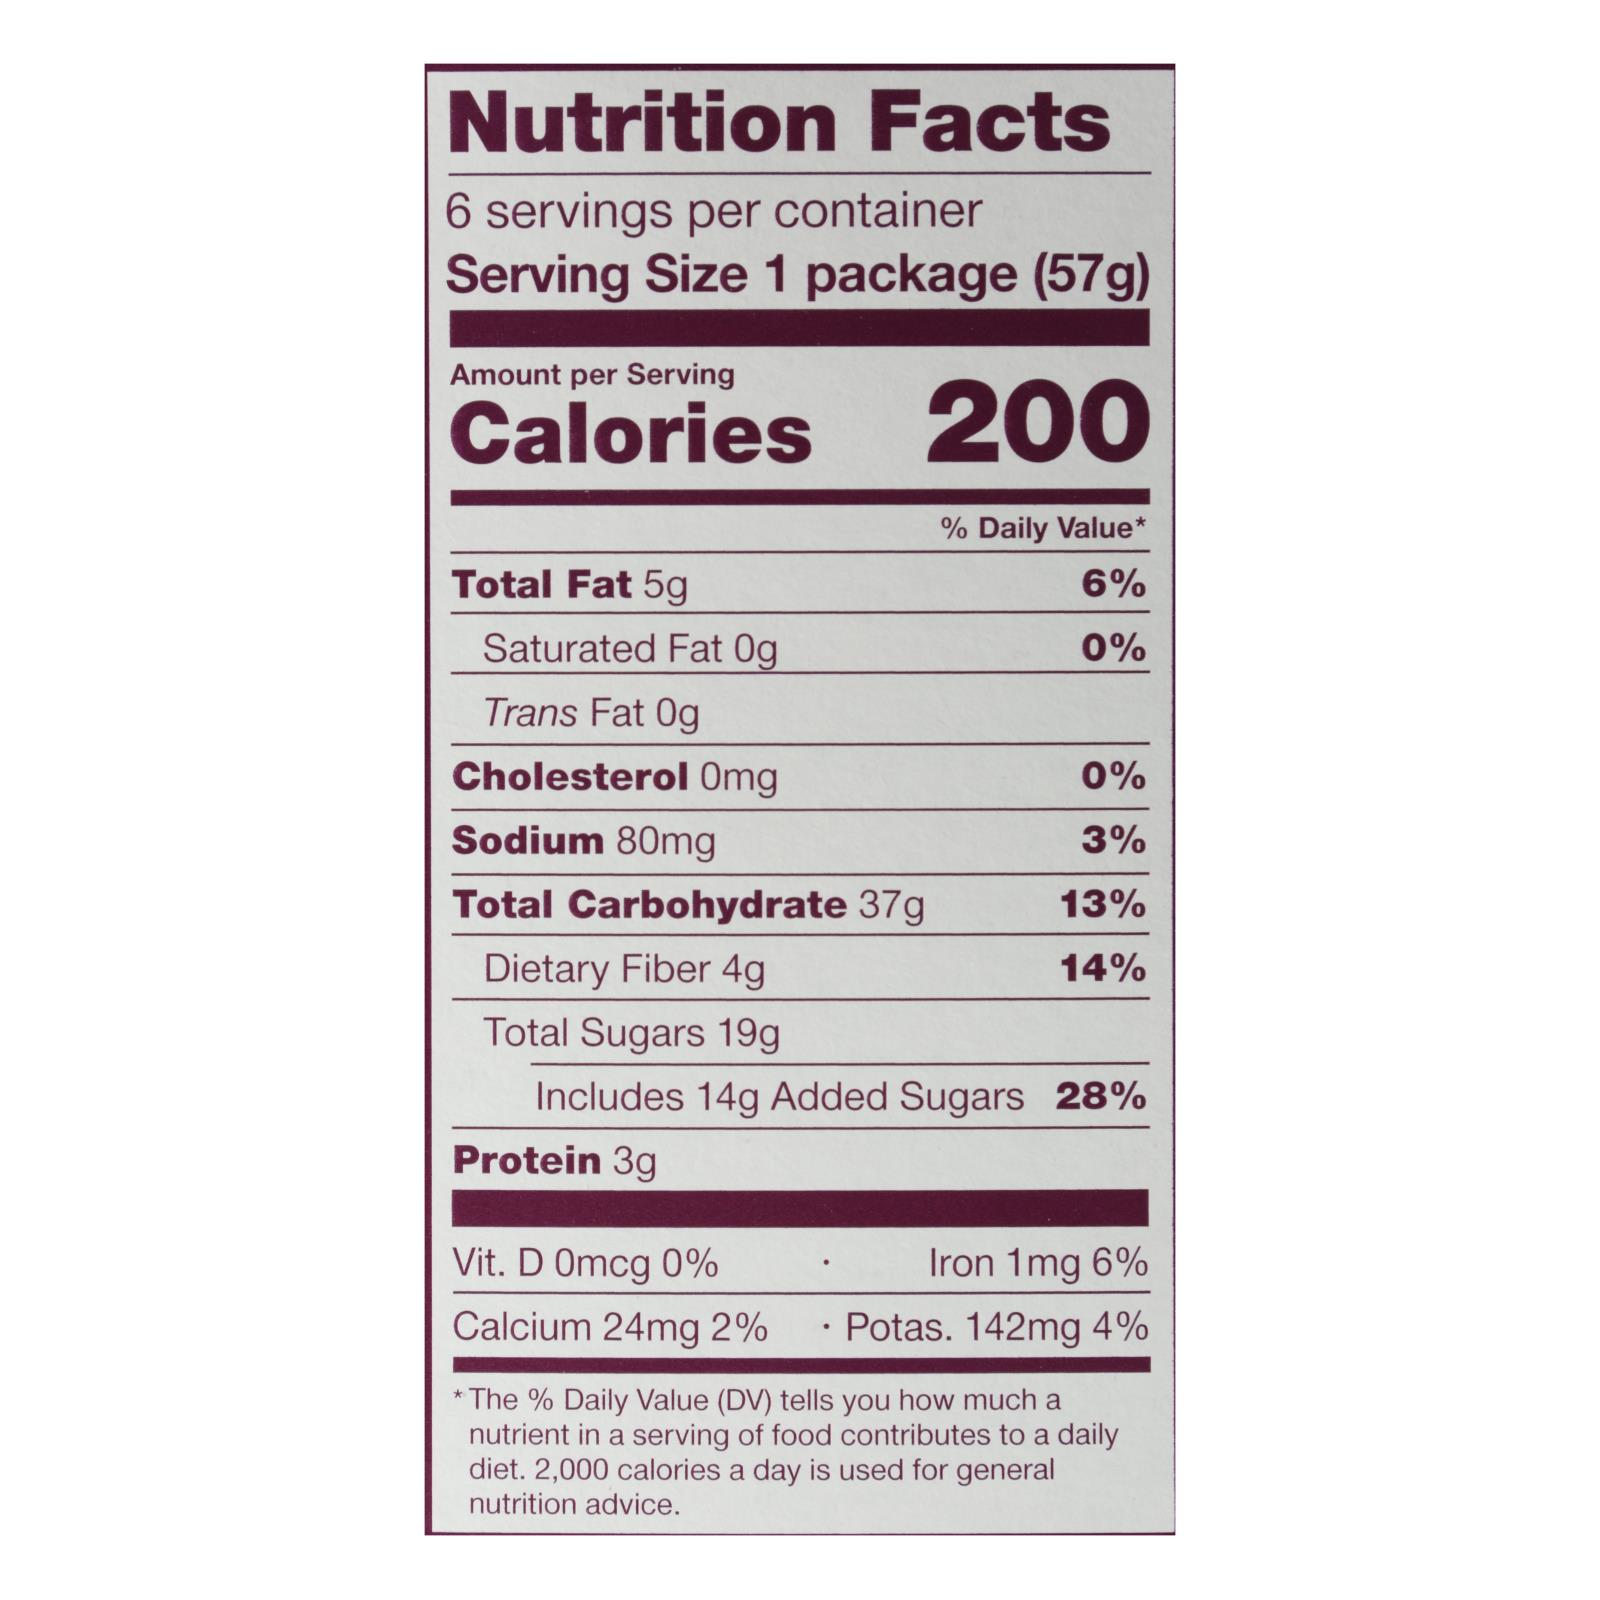 Nutrition Facts
6 servings per container
Serving Size 1 package (57g)
Amount per Serving
Calories 200
% Daily Value*
Total Fat 5g 6%
Saturated Fat 0g 0%
Trans Fat 0g
Cholesterol 0mg 0%
Sodium 80mg 3%
Total Carbohydrate 37g 13%
Dietary Fiber 4g 14%
Total Sugars 19g
Includes 14g Added Sugars 28%
Protein 3g
Vit. D 0mcg 0% · Iron 1mg 6%
Calcium 24mg 2% · Potas. 142mg 4%
* The % Daily Value (DV) tells you how much a
nutrient in a serving of food contributes to a daily
diet. 2,000 calories a day is used for general
nutrition advice.